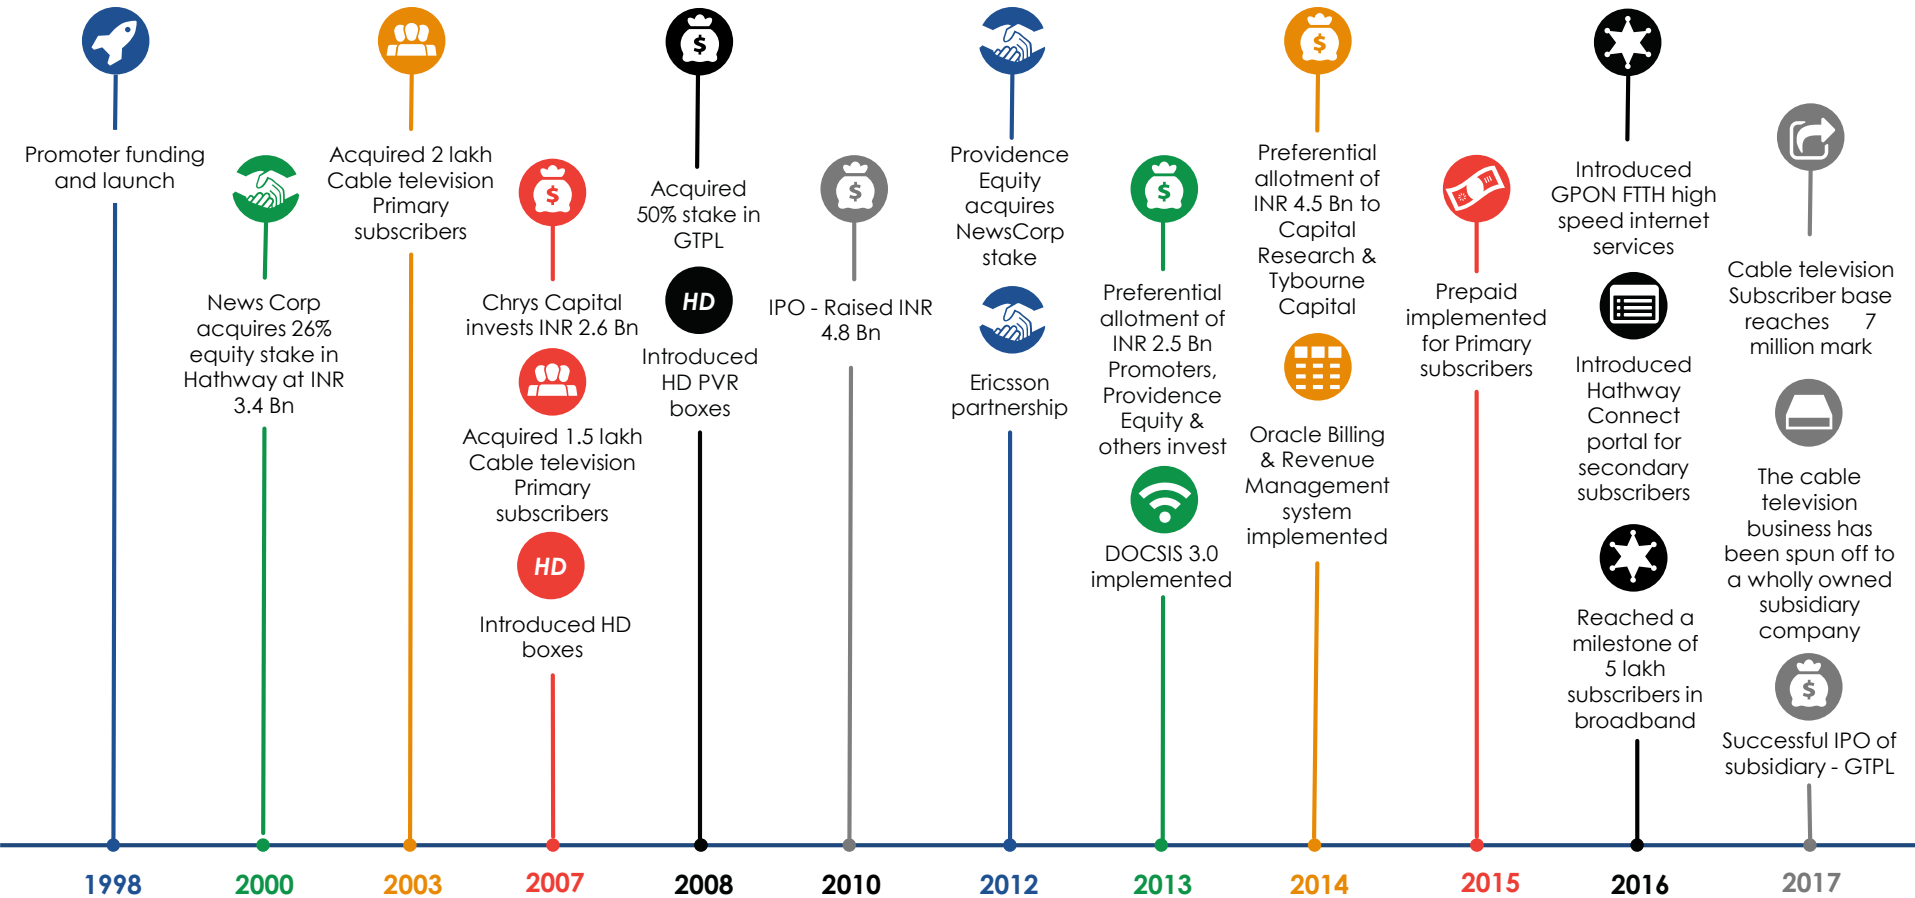 Promoter funding
and launch
News Corp
acquires 26%
equity stake in
Hathway at INR
3.4 Bn
Acquired 2 lakh
Cable television
Primary
subscribers
$
Chrys Capital
invests INR 2.6 Bn
Acquired 1.5 lakh
Cable television
Primary
subscribers
HD
Introduced HD
boxes
$
Acquired
50% stake in
GTPL
HD
Introduced
HD PVR
boxes
$
IPO - Raised INR
4.8 Bn
Providence
Equity
acquires
NewsCorp
stake
Ericsson
partnership
$
Preferential
allotment of
INR 2.5 Bn
Promoters,
Providence
Equity &
others invest
DOCSIS 3.0
implemented
$
Preferential
allotment of
INR 4.5 Bn to
Capital
Research &
Tybourne
Capital
Oracle Billing
& Revenue
Management
system
implemented
Prepaid
implemented
for Primary
subscribers
Introduced
GPON FTTH high
speed internet
services
Introduced
Hathway
Connect
portal for
secondary
subscribers
Reached a
milestone of
5 lakh
subscribers in
broadband
Cable television
Subscriber base
reaches 7
million mark
The cable
television
business has
been spun off to
a wholly owned
subsidiary
company
$
Successful IPO of
subsidiary - GTPL
1998
2000
2003
2007
2008
2010
2012
2013
2014
2015
2016
2017